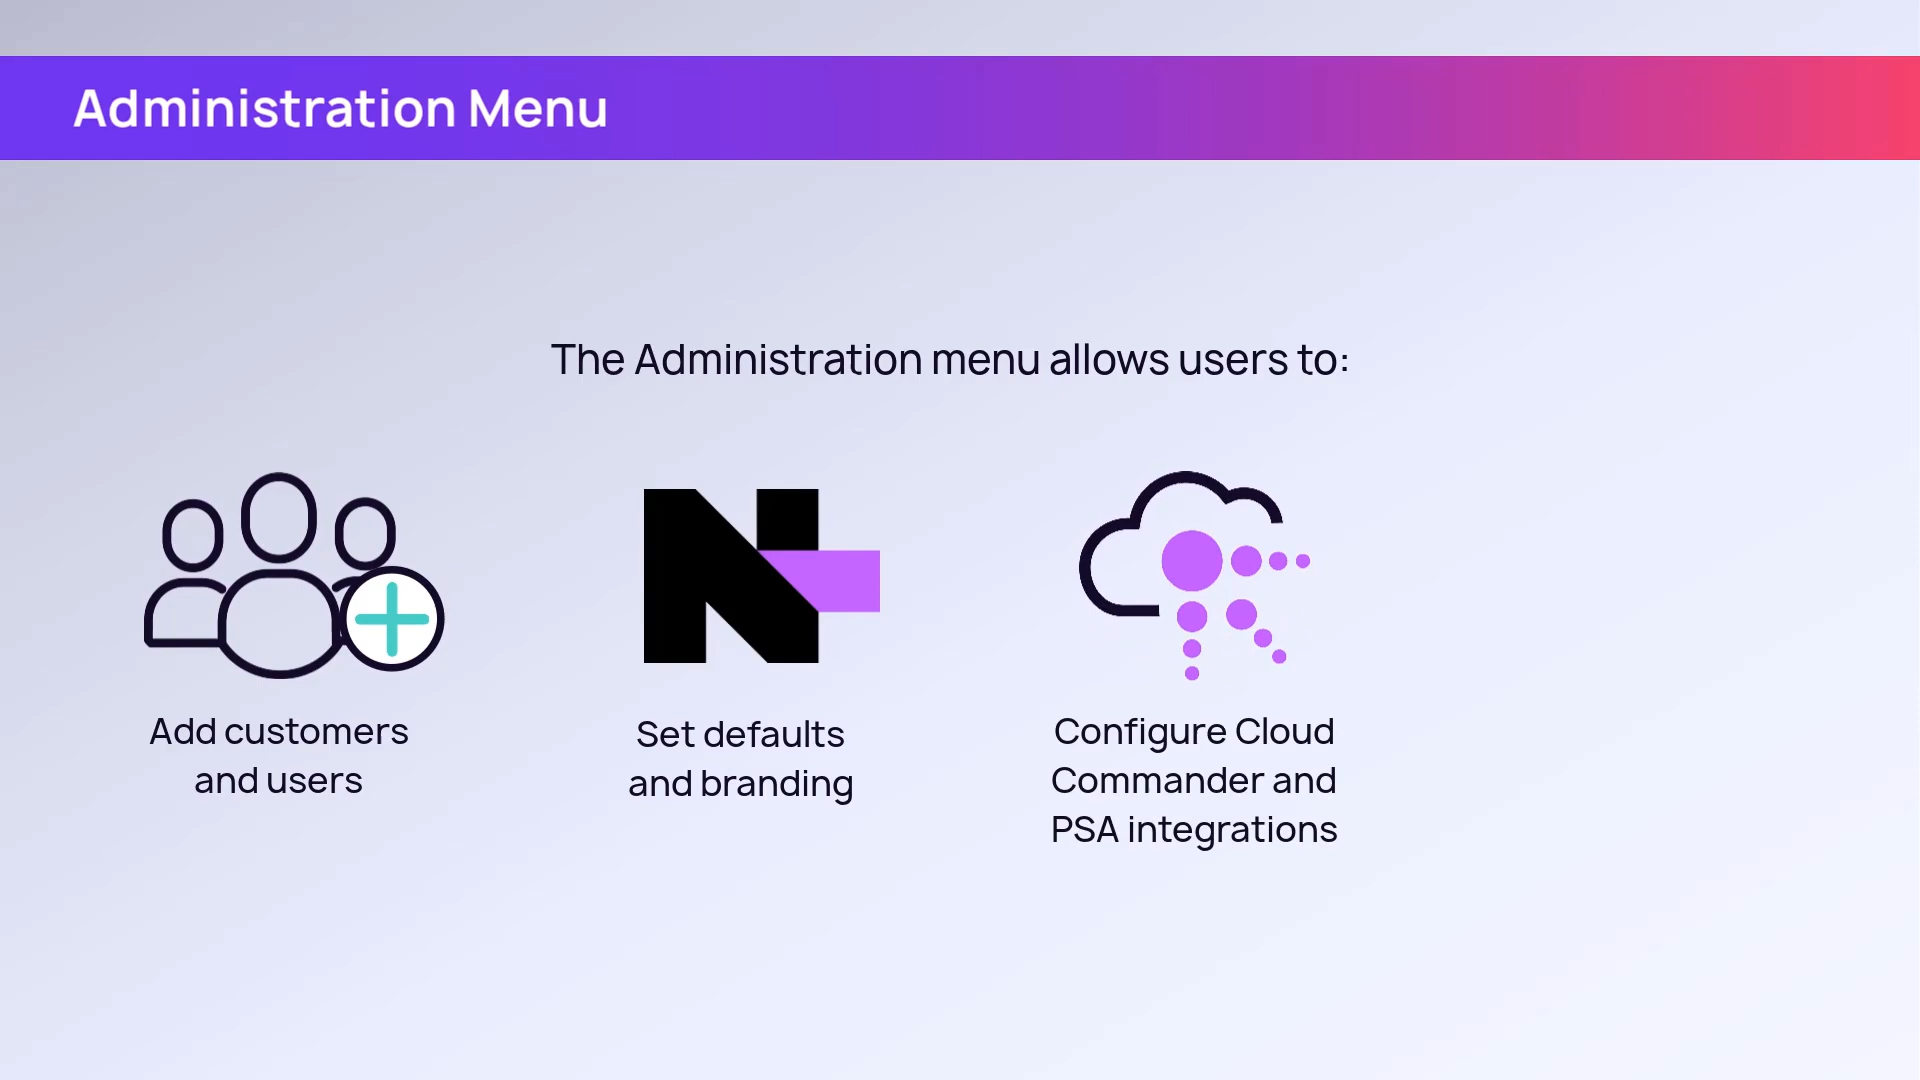 Administration Menu
The Administration menu allows users to:
Add customers
and users
Set defaults
and branding
Configure Cloud
Commander and
PSA integrations